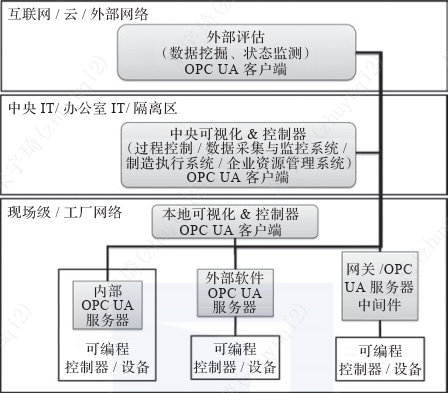 互联网 / 云 / 外部网络
外部评估
（数据挖掘、状态监测）
OPC UA 客户端
中央 IT/ 办公室 IT/ 隔离区
中央可视化 & 控制器
（过程控制 / 数据采集与监控系统 /
制造执行系统 / 企业资源管理系统）
OPC UA 客户端
现场级 / 工厂网络
本地可视化 & 控制器
OPC UA 客户端
内部
OPC UA
服务器
可编程
控制器 / 设备
外部软件
OPC UA
服务器
可编程
控制器 / 设备
网关 /OPC
UA 服务器
中间件
可编程
控制器 / 设备